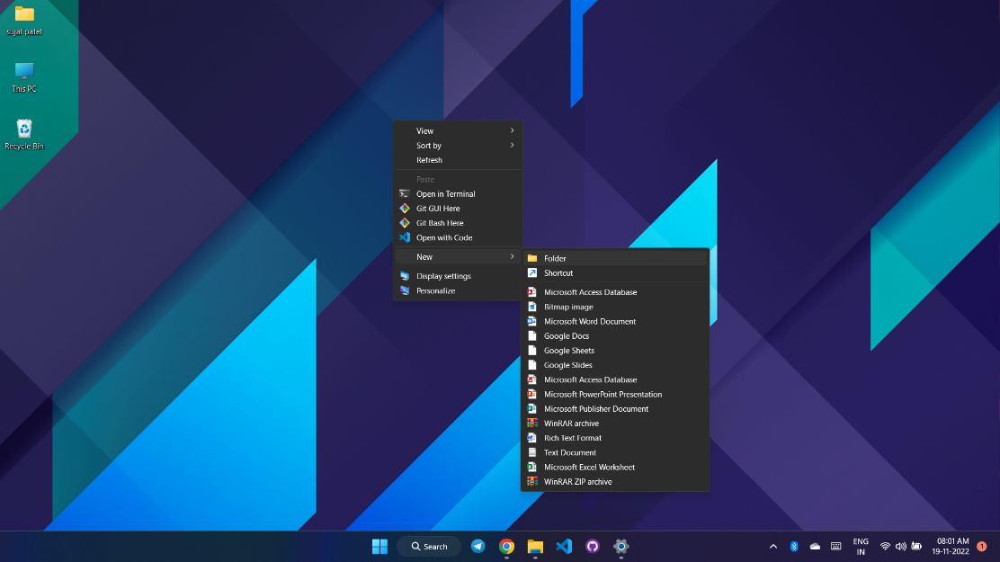 sujal patel
This PC
Recycle Bin
View
Sort by
Refresh
Paste
Open in Terminal
Git GUI Here
Git Bash Here
Open with Code
New
Display settings
Personalize
Folder
Shortcut
Microsoft Access Database
Bitmap image
Microsoft Word Document
Google Docs
Google Sheets
Google Slides
Microsoft Access Database
Microsoft PowerPoint Presentation
Microsoft Publisher Document
WinRAR archive
Rich Text Format
Text Document
Microsoft Excel Worksheet
WinRAR ZIP archive
Search
ENG
IN
08:01 AM
19-11-2022
1